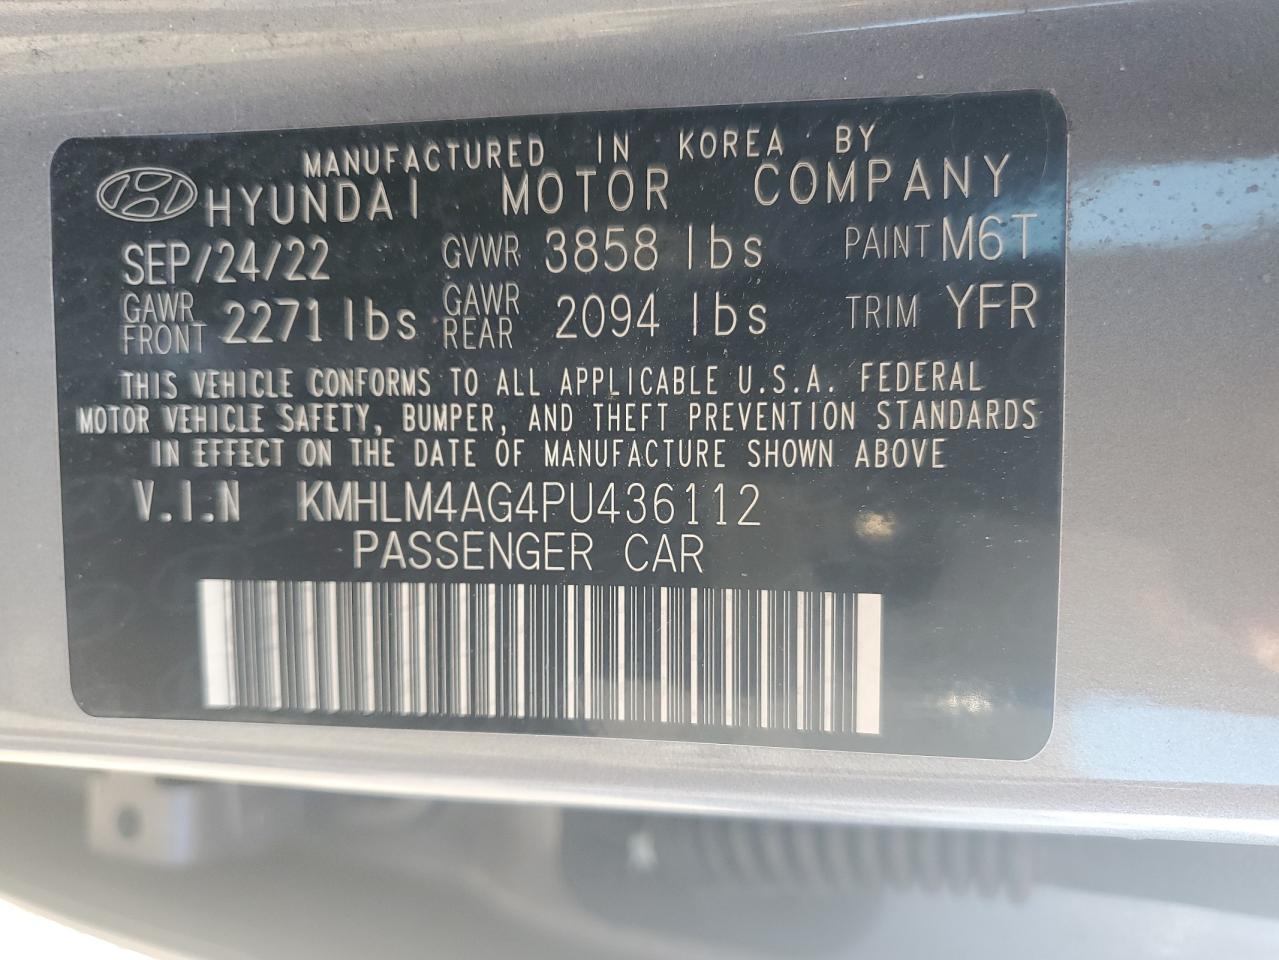 MANUFACTURED IN KOREA BY
HYUNDAI MOTOR COMPANY
SEP/24/22 GVWR 3858 lbs PAINT M6T
GAWR FRONT 2271 lbs GAWR REAR 2094 lbs TRIM YFR
THIS VEHICLE CONFORMS TO ALL APPLICABLE U.S.A. FEDERAL
MOTOR VEHICLE SAFETY, BUMPER, AND THEFT PREVENTION STANDARDS
IN EFFECT ON THE DATE OF MANUFACTURE SHOWN ABOVE
V.I.N KMHLM4AG4PU436112
PASSENGER CAR